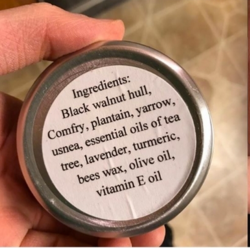 Ingredients:
Black walnut hull,
Comfry, plantain, yarrow,
usnea, essential oils of tea
tree, lavender, turmeric,
bees wax, olive oil,
vitamin E oil